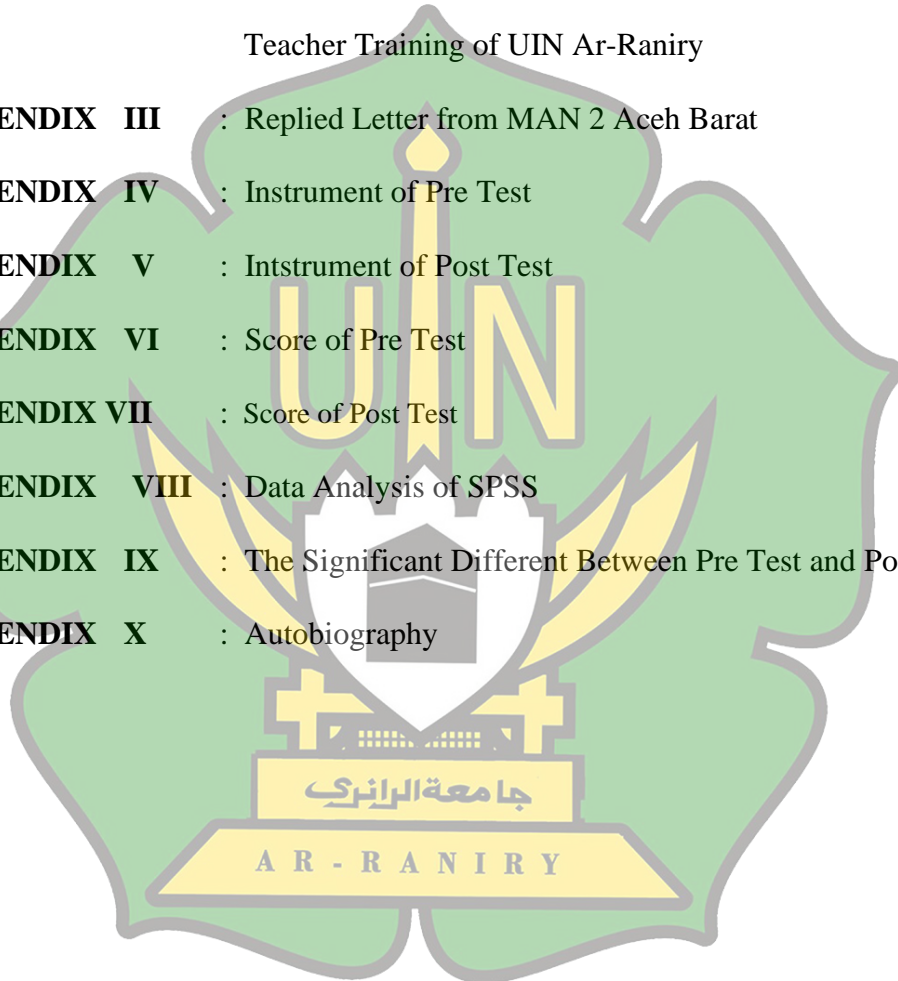 Teacher Training of UIN Ar-Raniry
ENDIX III : Replied Letter from MAN 2 Aceh Barat
ENDIX IV : Instrument of Pre Test
ENDIX V : Intstrument of Post Test
ENDIX VI : Score of Pre Test
ENDIX VII : Score of Post Test
ENDIX VIII : Data Analysis of SPSS
ENDIX IX : The Significant Different Between Pre Test and Po
ENDIX X : Autobiography
UIN
جامعةالرانري
AR-RANIRY